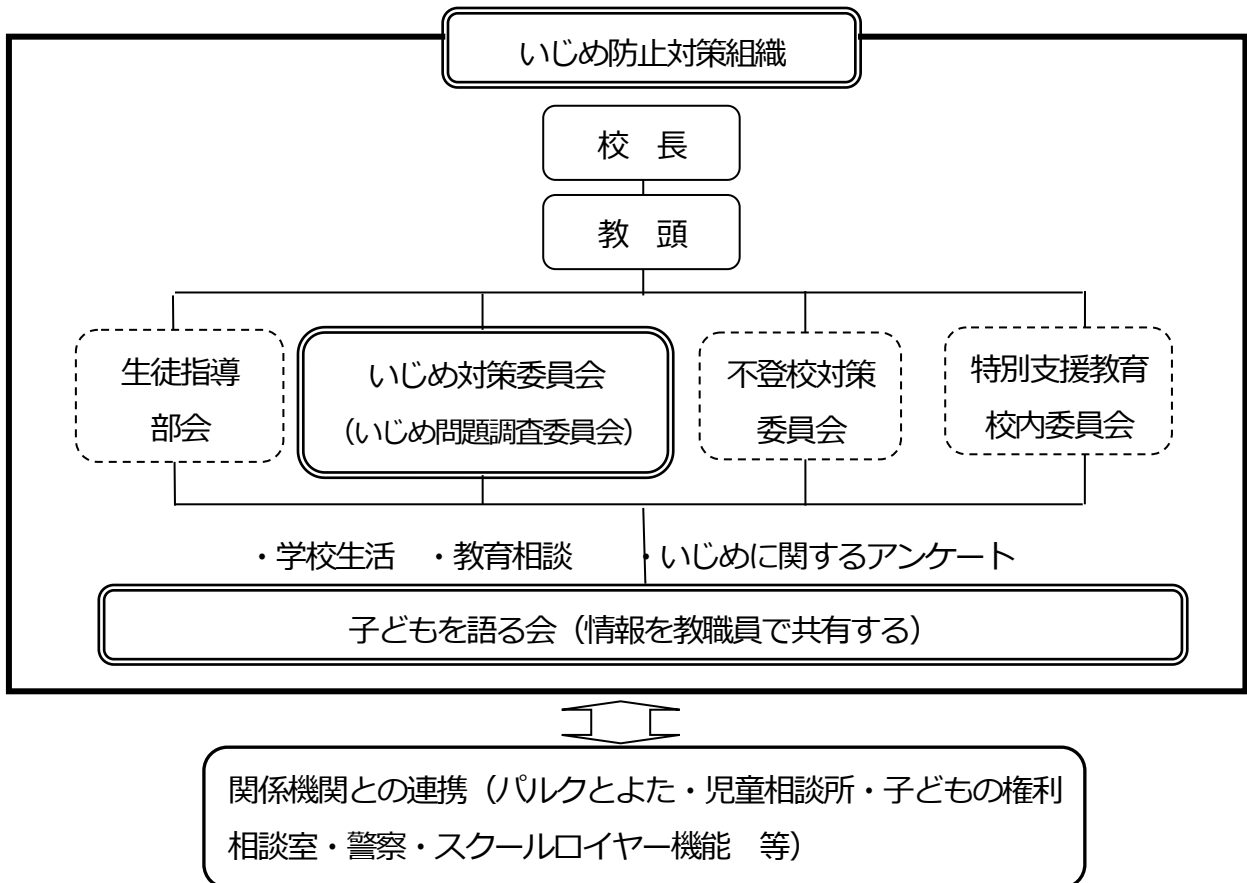 いじめ防止対策組織
校　長
教　頭
生徒指導
部会
いじめ対策委員会
（いじめ問題調査委員会）
不登校対策
委員会
特別支援教育
校内委員会
・学校生活　・教育相談　　・いじめに関するアンケート
子どもを語る会（情報を教職員で共有する）
関係機関との連携（パルクとよた・児童相談所・子どもの権利
相談室・警察・スクールロイヤー機能　等）